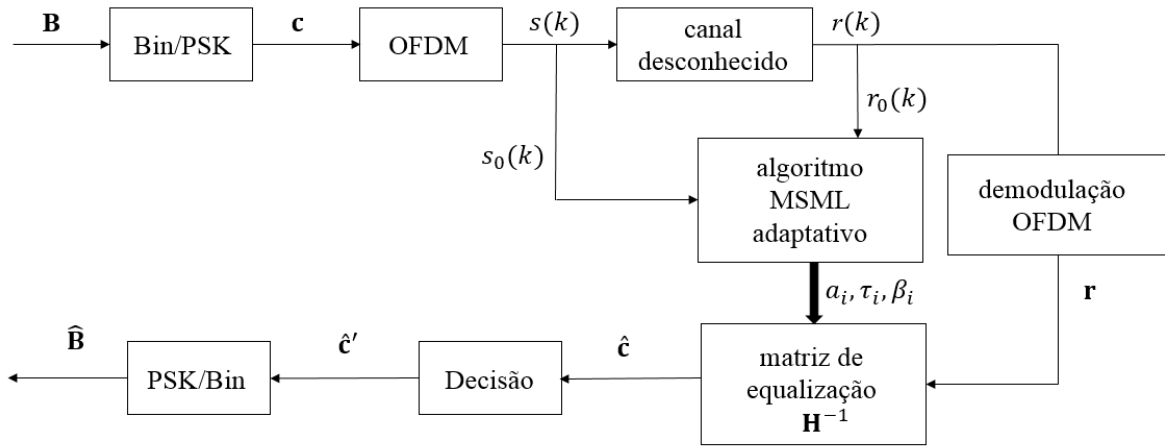 B
Bin/PSK
c
OFDM
s(k)
canal
desconhecido
r(k)
r₀(k)
s₀(k)
algoritmo
MSML
adaptativo
demodulação
OFDM
aᵢ, τᵢ, βᵢ
r
B̂
PSK/Bin
ĉ′
Decisão
ĉ
matriz de
equalização
H⁻¹